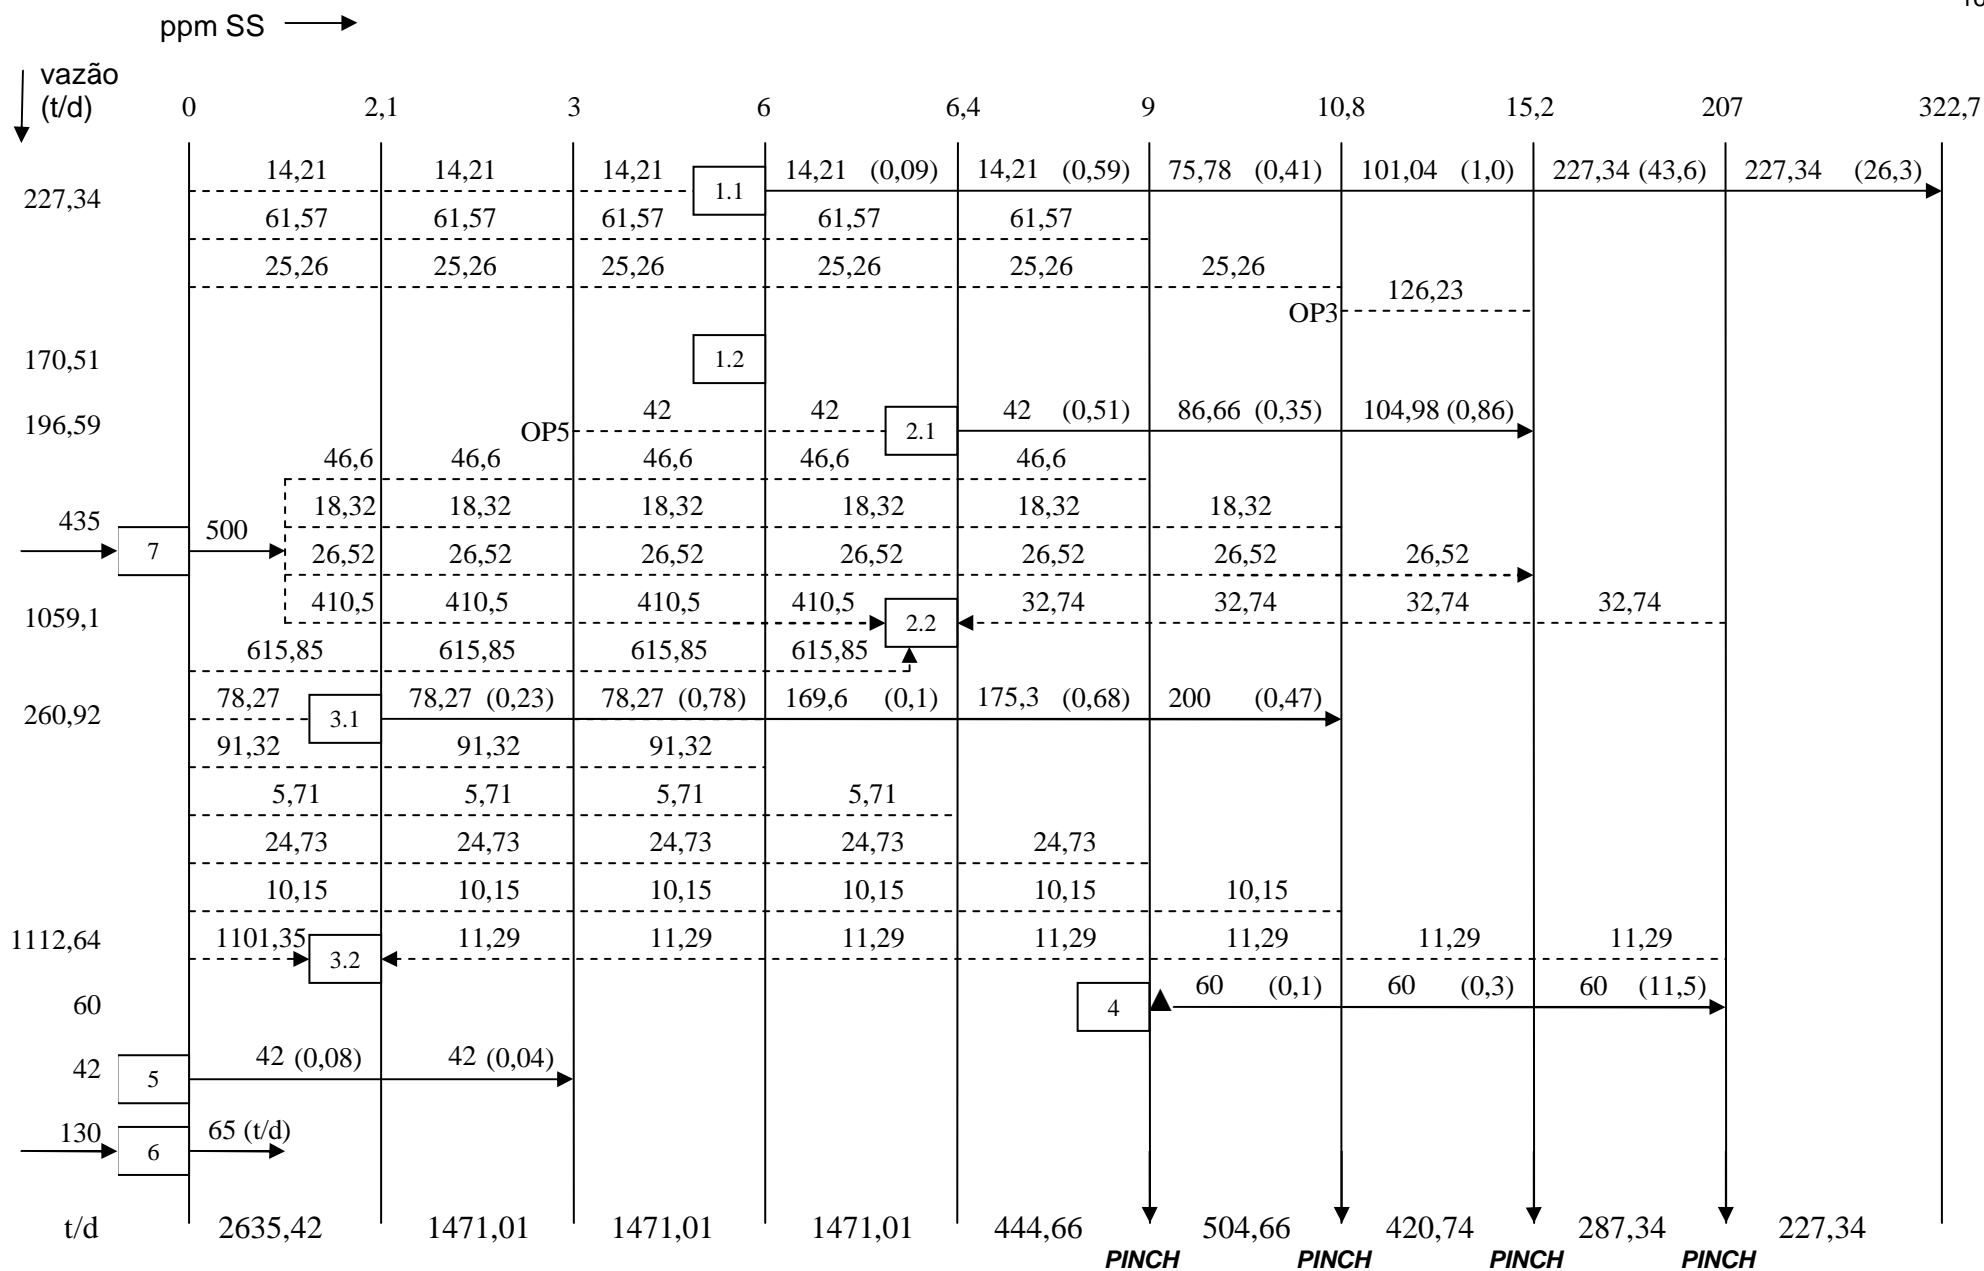 ppm SS
vazão
(t/d) 0 2,1 3 6 6,4 9 10,8 15,2 207 322,7
14,21 14,21 14,21 14,21 (0,09) 14,21 (0,59) 75,78 (0,41) 101,04 (1,0) 227,34 (43,6) 227,34 (26,3)
227,34 1.1
61,57 61,57 61,57 61,57 61,57
25,26 25,26 25,26 25,26 25,26 25,26
126,23
OP3
170,51 1.2
42 42 42 (0,51) 86,66 (0,35) 104,98 (0,86)
196,59 OP5 2.1
46,6 46,6 46,6 46,6 46,6
18,32 18,32 18,32 18,32 18,32 18,32
435 7 500
26,52 26,52 26,52 26,52 26,52 26,52 26,52
410,5 410,5 410,5 410,5 32,74 32,74 32,74 32,74
1059,1 2.2
615,85 615,85 615,85 615,85
78,27 78,27 (0,23) 78,27 (0,78) 169,6 (0,1) 175,3 (0,68) 200 (0,47)
260,92 3.1
91,32 91,32 91,32
5,71 5,71 5,71 5,71
24,73 24,73 24,73 24,73 24,73
10,15 10,15 10,15 10,15 10,15 10,15
1112,64 1101,35 11,29 11,29 11,29 11,29 11,29 11,29 11,29
3.2
60 (0,1) 60 (0,3) 60 (11,5)
60 4
42 (0,08) 42 (0,04)
42 5
130 65 (t/d)
6
t/d 2635,42 1471,01 1471,01 1471,01 444,66 504,66 420,74 287,34 227,34
PINCH PINCH PINCH PINCH